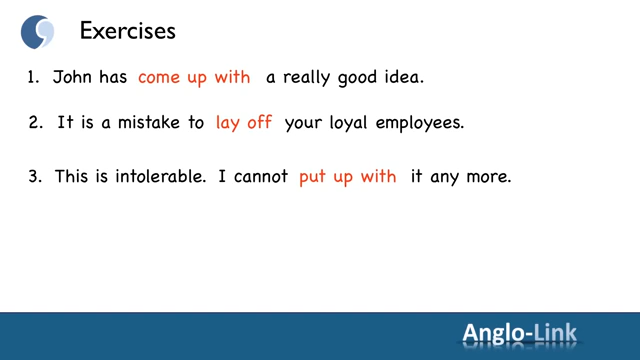 Exercises
1. John has come up with a really good idea.
2. It is a mistake to lay off your loyal employees.
3. This is intolerable. I cannot put up with it any more.
Anglo-Link